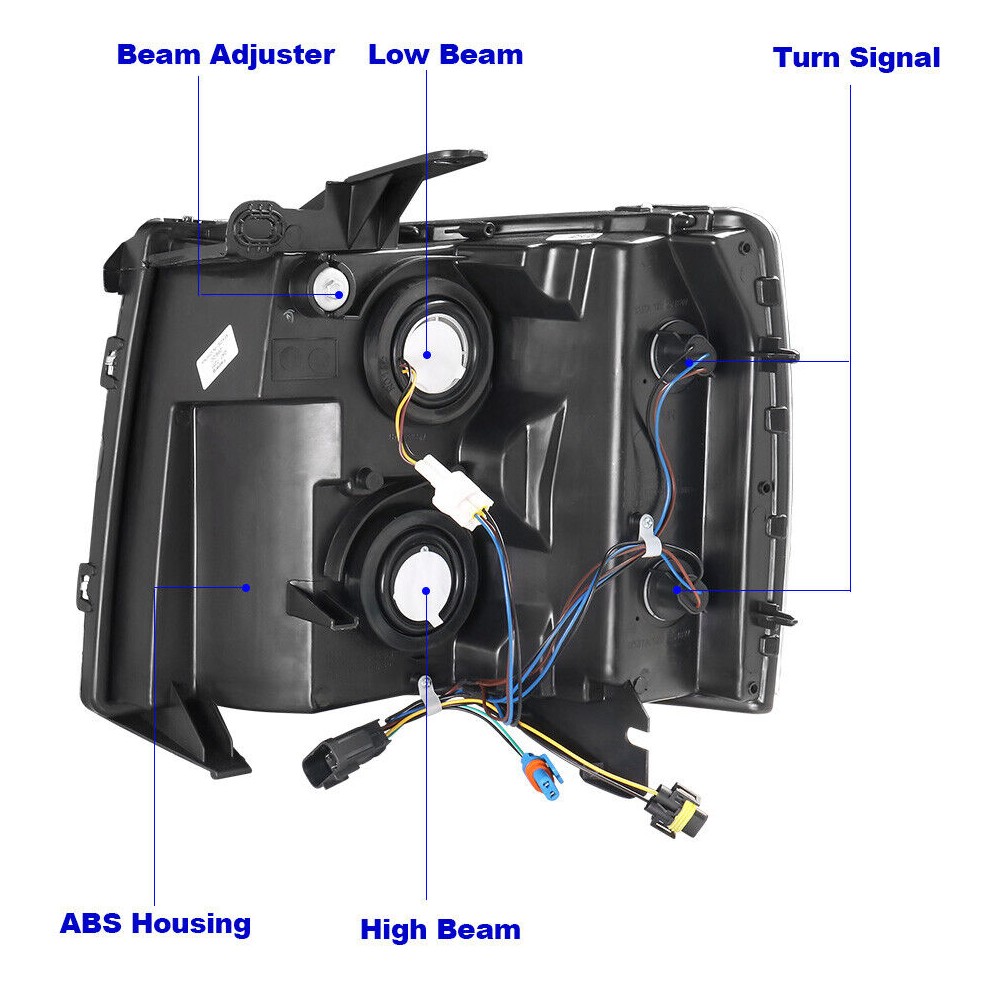 Beam Adjuster
Low Beam
Turn Signal
ABS Housing
High Beam